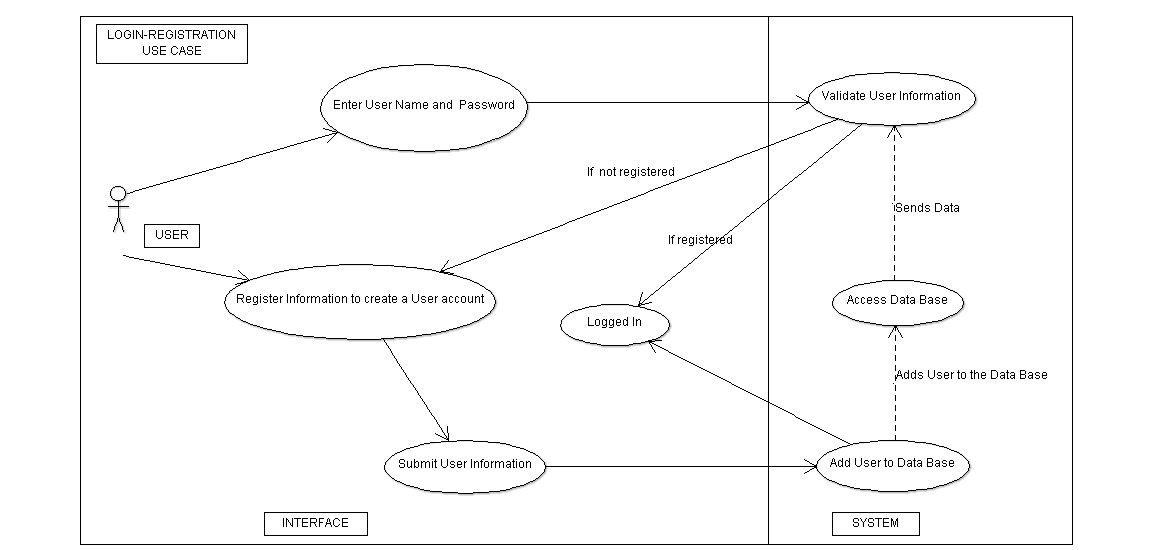 LOGIN-REGISTRATION
USE CASE
Enter User Name and Password
Validate User Information
If not registered
Sends Data
USER
If registered
Register Information to create a User account
Access Data Base
Logged In
Adds User to the Data Base
Submit User Information
Add User to Data Base
INTERFACE
SYSTEM